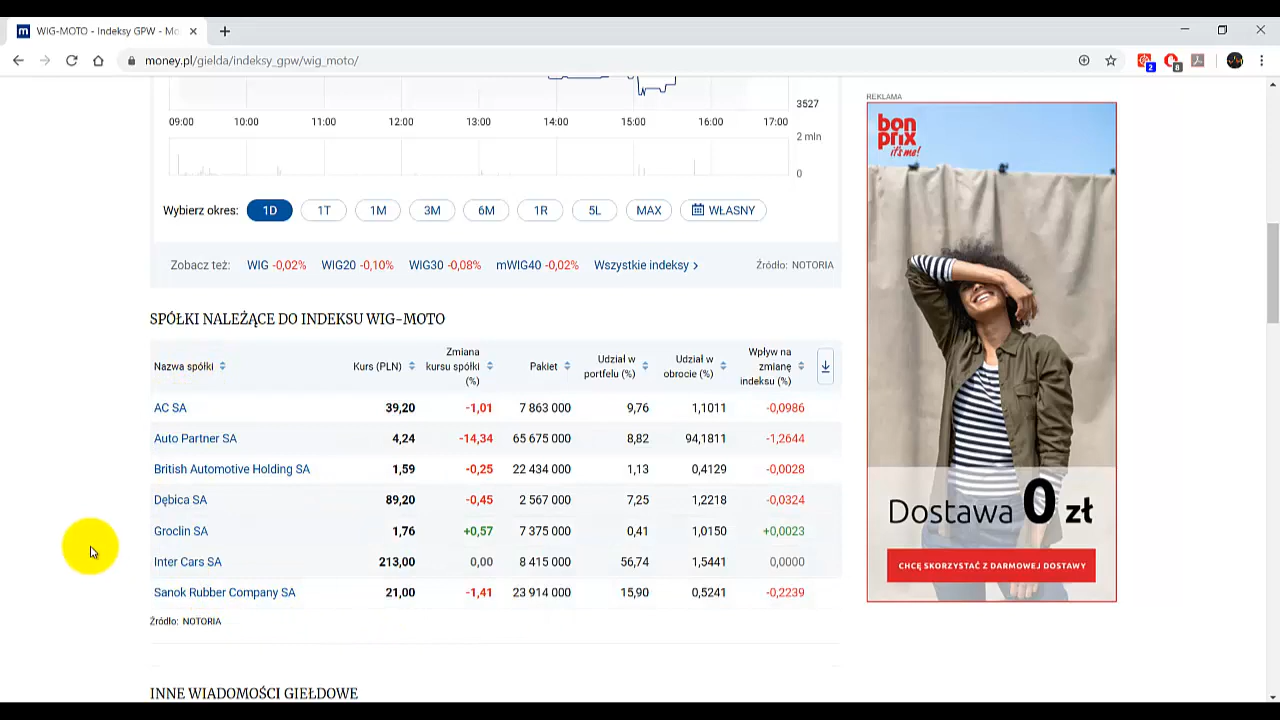 WIG-MOTO - Indeksy GPW - Mo
money.pl/gielda/indeksy_gpw/wig_moto/
2
8
3527
09:00 10:00 11:00 12:00 13:00 14:00 15:00 16:00 17:00
2 mln
0
Wybierz okres: 1D 1T 1M 3M 6M 1R 5L MAX WŁASNY
Zobacz też: WIG -0,02% WIG20 -0,10% WIG30 -0,08% mWIG40 -0,02% Wszystkie indeksy Źródło: NOTORIA
SPÓŁKI NALEŻĄCE DO INDEKSU WIG-MOTO
Nazwa spółki Kurs (PLN) Zmiana kursu spółki (%) Pakiet Udział w portfelu (%) Udział w obrocie (%) Wpływ na zmianę indeksu (%)
AC SA 39,20 -1,01 7 863 000 9,76 1,1011 -0,0986
Auto Partner SA 4,24 -14,34 65 675 000 8,82 94,1811 -1,2644
British Automotive Holding SA 1,59 -0,25 22 434 000 1,13 0,4129 -0,0028
Dębica SA 89,20 -0,45 2 567 000 7,25 1,2218 -0,0324
Groclin SA 1,76 +0,57 7 375 000 0,41 1,0150 +0,0023
Inter Cars SA 213,00 0,00 8 415 000 56,74 1,5441 0,0000
Sanok Rubber Company SA 21,00 -1,41 23 914 000 15,90 0,5241 -0,2239
Źródło: NOTORIA
INNE WIADOMOŚCI GIEŁDOWE
REKLAMA
bon
prix
it's me!
Dostawa 0 zł
CHCĘ SKORZYSTAĆ Z DARMOWEJ DOSTAWY